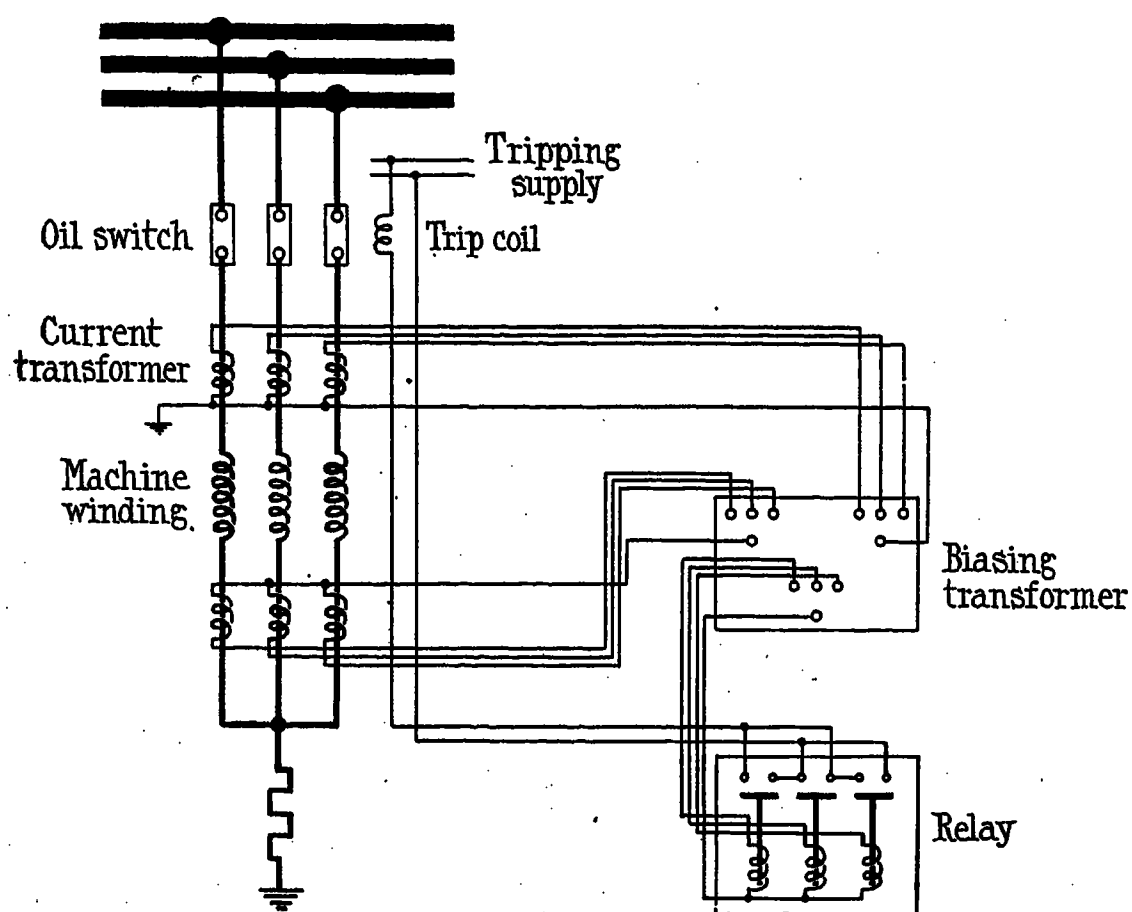 Tripping
supply
Oil switch
Trip coil
Current
transformer
Machine
winding.
Biasing
transformer
Relay